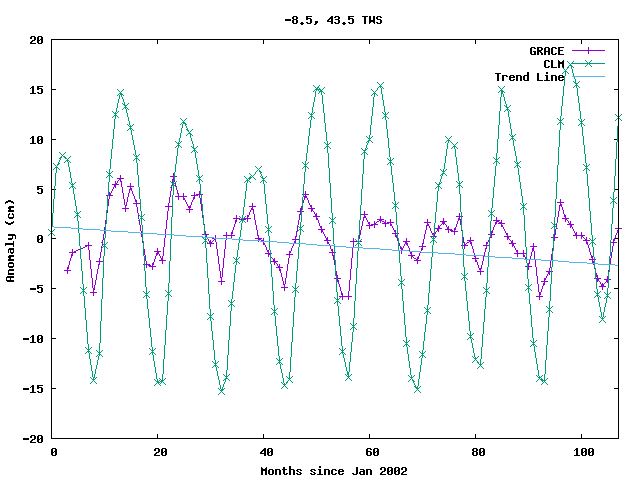 -8.5, 43.5 TWS
GRACE
CLM
Trend Line
20
15
10
5
0
-5
-10
-15
-20
Anomaly (cm)
0 20 40 60 80 100
Months since Jan 2002